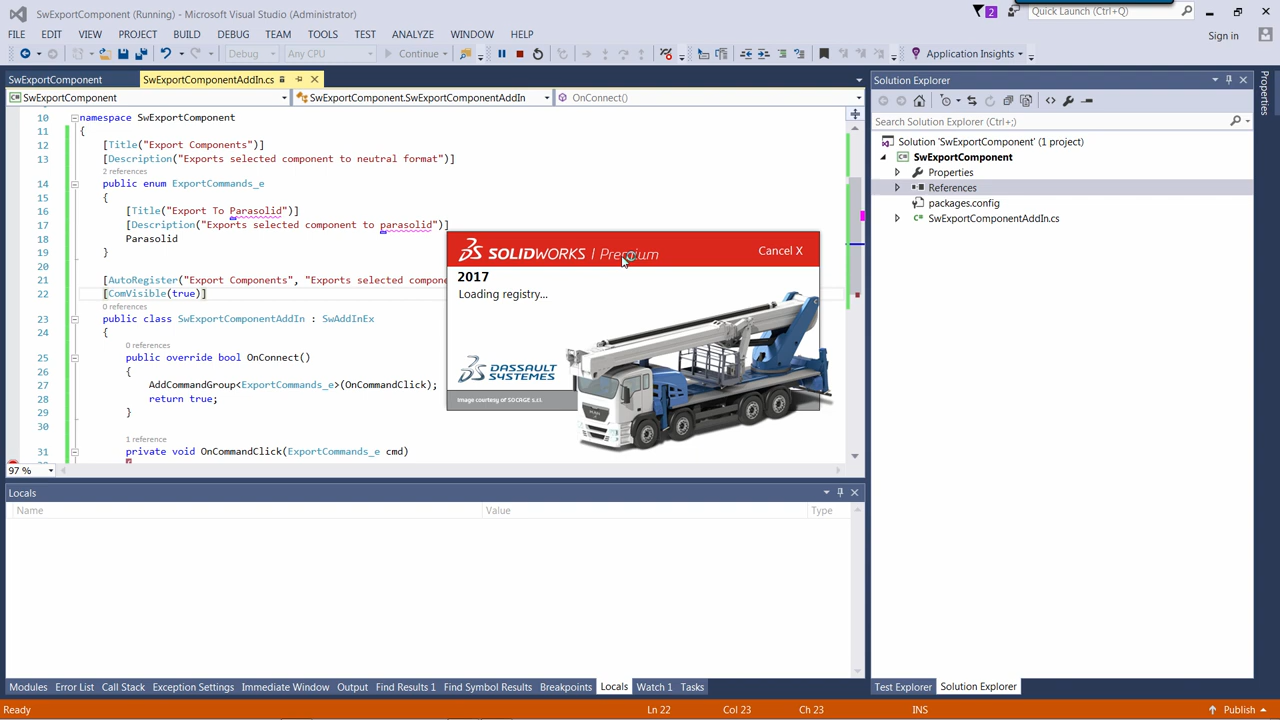 SwExportComponent (Running) - Microsoft Visual Studio (Administrator)
2
Quick Launch (Ctrl+Q)
FILE EDIT VIEW PROJECT BUILD DEBUG TEAM TOOLS TEST ANALYZE WINDOW HELP
Sign in
Debug Any CPU Continue Application Insights
SwExportComponent SwExportComponentAddIn.cs
SwExportComponent SwExportComponent.SwExportComponentAddIn OnConnect()
10 namespace SwExportComponent
11 {
12 [Title("Export Components")]
13 [Description("Exports selected component to neutral format")]
2 references
14 public enum ExportCommands_e
15 {
16 [Title("Export To Parasolid")]
17 [Description("Exports selected component to parasolid")]
18 Parasolid
19 }
20
21 [AutoRegister("Export Components", "Exports selected compone
22 [ComVisible(true)]
0 references
23 public class SwExportComponentAddIn : SwAddInEx
24 {
0 references
25 public override bool OnConnect()
26 {
27 AddCommandGroup<ExportCommands_e>(OnCommandClick);
28 return true;
29 }
30
1 reference
31 private void OnCommandClick(ExportCommands_e cmd)
97 %
SOLIDWORKS | Premium
Cancel X
2017
Loading registry...
DASSAULT
SYSTEMES
Image courtesy of SOCAGE s.r.l.
Locals
Name Value Type
Modules Error List Call Stack Exception Settings Immediate Window Output Find Results 1 Find Symbol Results Breakpoints Locals Watch 1 Tasks
Solution Explorer
Search Solution Explorer (Ctrl+;)
Solution 'SwExportComponent' (1 project)
SwExportComponent
Properties
References
packages.config
SwExportComponentAddIn.cs
Test Explorer Solution Explorer
Properties
Ready Ln 22 Col 23 Ch 23 INS Publish